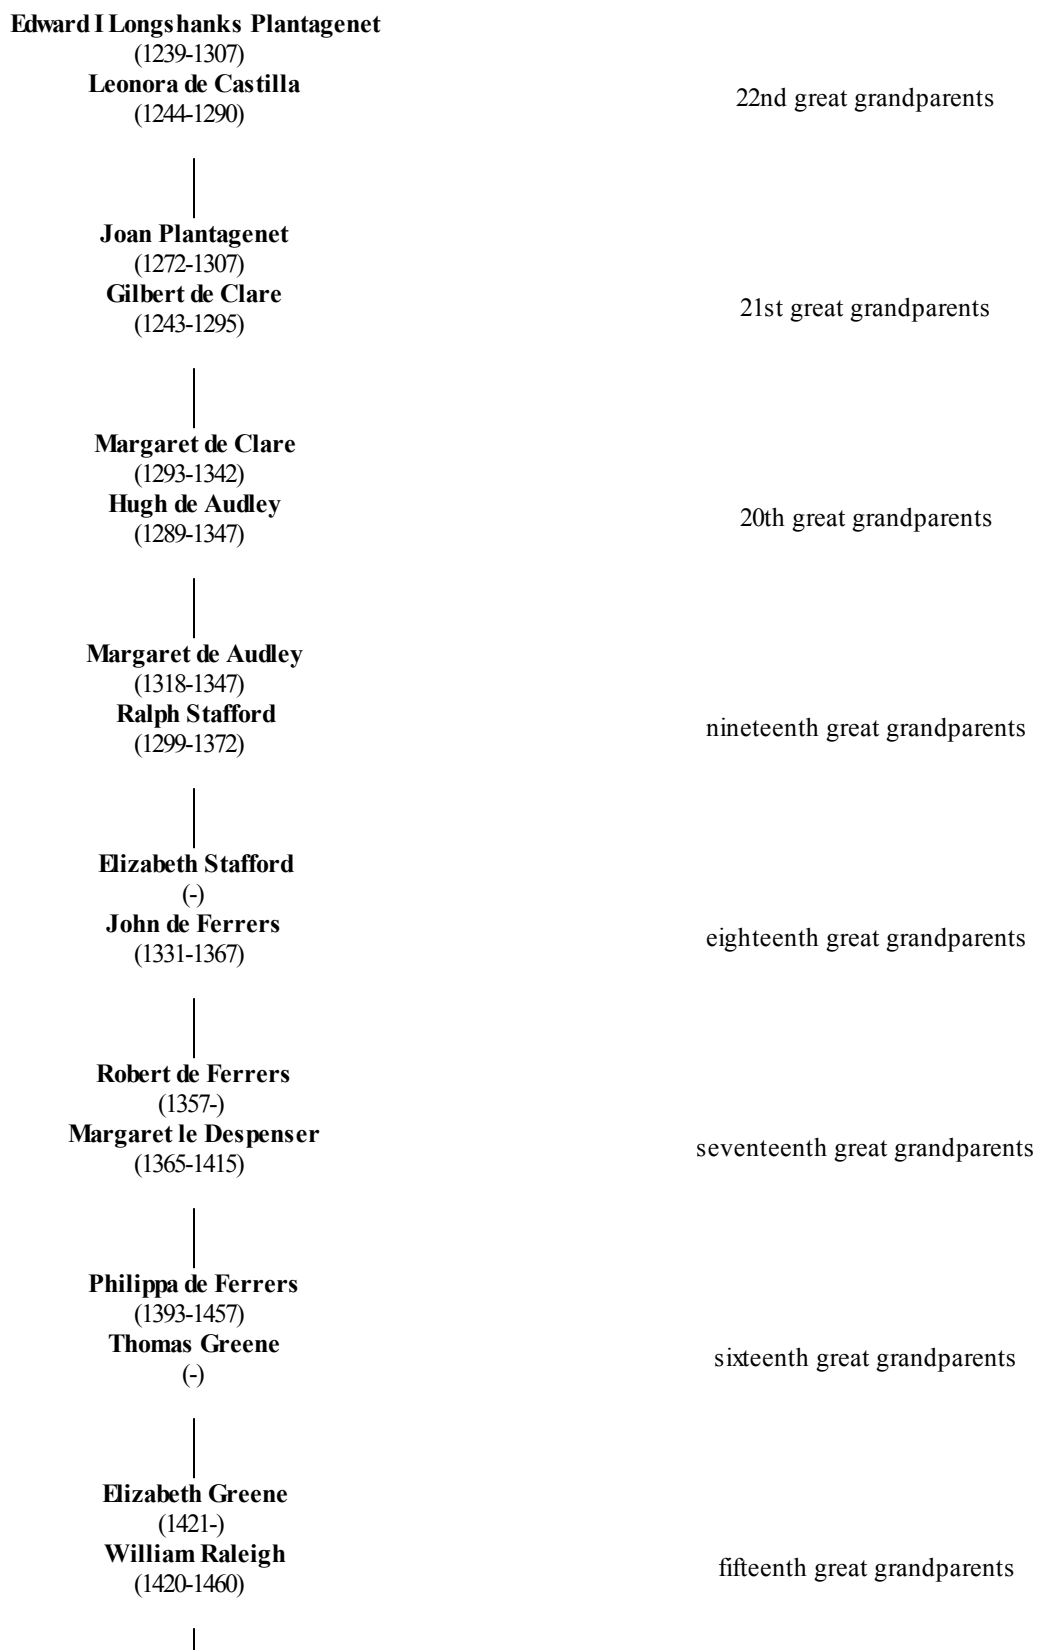 Edward I Longshanks Plantagenet
(1239-1307)
Leonora de Castilla
(1244-1290)
22nd great grandparents
Joan Plantagenet
(1272-1307)
Gilbert de Clare
(1243-1295)
21st great grandparents
Margaret de Clare
(1293-1342)
Hugh de Audley
(1289-1347)
20th great grandparents
Margaret de Audley
(1318-1347)
Ralph Stafford
(1299-1372)
nineteenth great grandparents
Elizabeth Stafford
(-)
John de Ferrers
(1331-1367)
eighteenth great grandparents
Robert de Ferrers
(1357-)
Margaret le Despenser
(1365-1415)
seventeenth great grandparents
Philippa de Ferrers
(1393-1457)
Thomas Greene
(-)
sixteenth great grandparents
Elizabeth Greene
(1421-)
William Raleigh
(1420-1460)
fifteenth great grandparents